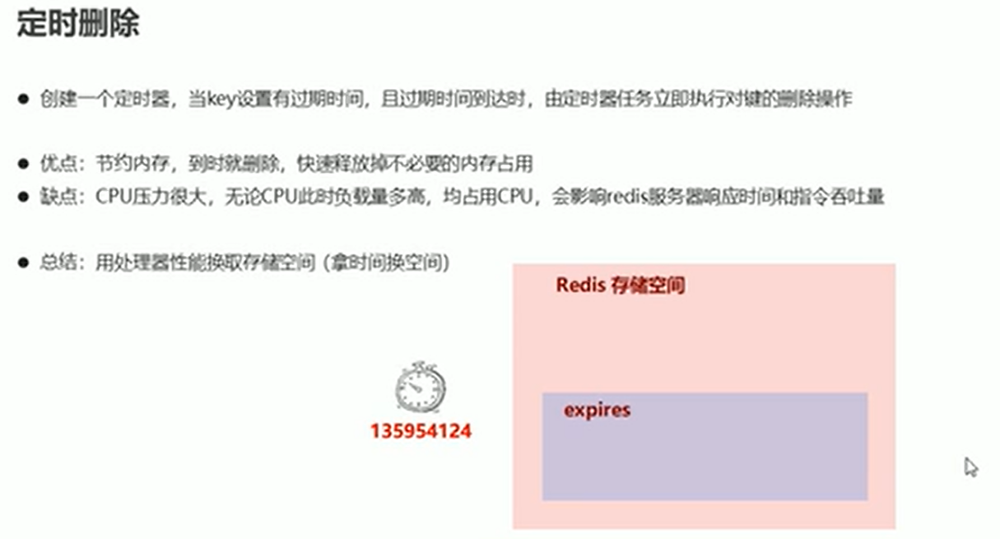 定时删除
● 创建一个定时器，当key设置有过期时间，且过期时间到达时，由定时器任务立即执行对键的删除操作
● 优点：节约内存，到时就删除，快速释放掉不必要的内存占用
● 缺点：CPU压力很大，无论CPU此时负载量多高，均占用CPU，会影响redis服务器响应时间和指令吞吐量
● 总结：用处理器性能换取存储空间（拿时间换空间）
Redis 存储空间
expires
135954124